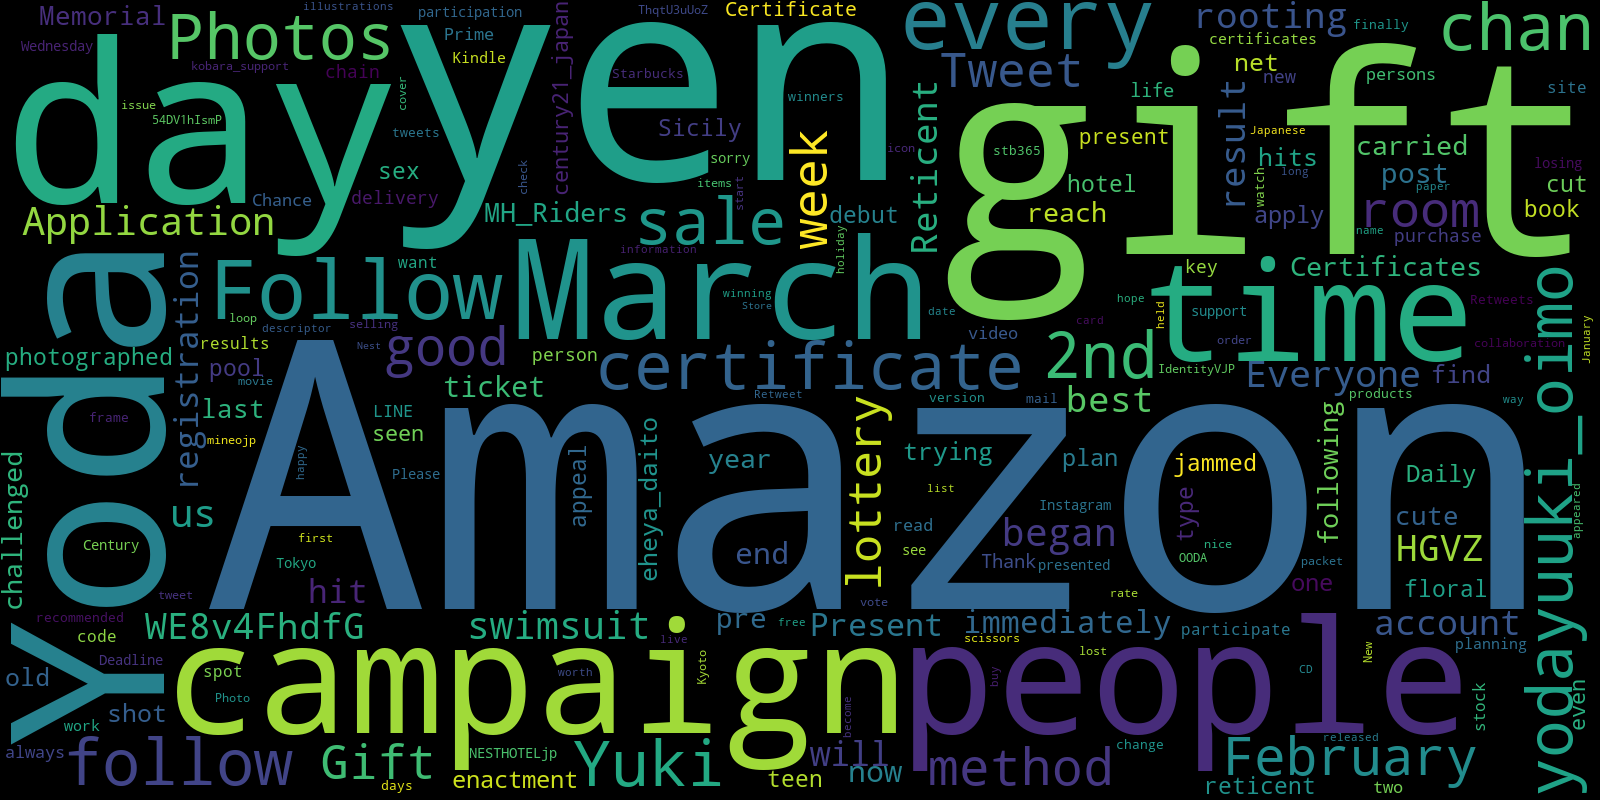 Memorial
illustrations
participation
ThqtU3uUoZ
Certificate
every
rooting
finally
chan
Wednesday
Photos
Prime
Kindle
yen
Tweet
certificates
net
new
persons
kobara_support
chain
century21_japan
Starbucks
day
issue
54DV1hIsmP
cover
tweets
winners
life
site
gift
Sicily
week
Reticent
stb365
present
result
Japanese
hits
long
carried
losing
sex
sorry
icon
check
items
start
hotel
watch
post
paper
cut
Chance
delivery
Application
MH_Riders
sale
debut
reach
apply
room
book
name
purchase
information
holiday
want
Follow
March
key
Certificates
time
registration
winning
Store
hope
held
support
Retweets
yodayuuki_oimo
loop
descriptor
selling
date
card
January
results
Nest
good
person
video
2nd
order
collaboration
photographed
pool
movie
certificate
IdentityVJP
Everyone
find
Yoda
ticket
Retweet
version
mail
best
products
way
last
LINE
frame
seen
mineojp
lottery
eheya_daito
challenged
happy
Please
appeal
year
trying
plan
jammed
following
Daily
Amazon
list
Instagram
type
appeared
us
Century
first
end
read
see
began
cute
HGVZ
Tokyo
Thank
presented
OODA
nice
packet
one
floral
hit
tweet
vote
rate
recommended
code
WE8v4FhdfG
swimsuit
pre
free
Present
immediately
participate
account
planning
live
scissors
lost
Deadline
old
spot
campaign
worth
Kyoto
people
buy
CD
New
Photo
shot
work
become
stock
even
always
follow
Gift
NESTHOTELjp
Yuki
will
method
change
February
released
days
enactment
teen
now
reticent
two